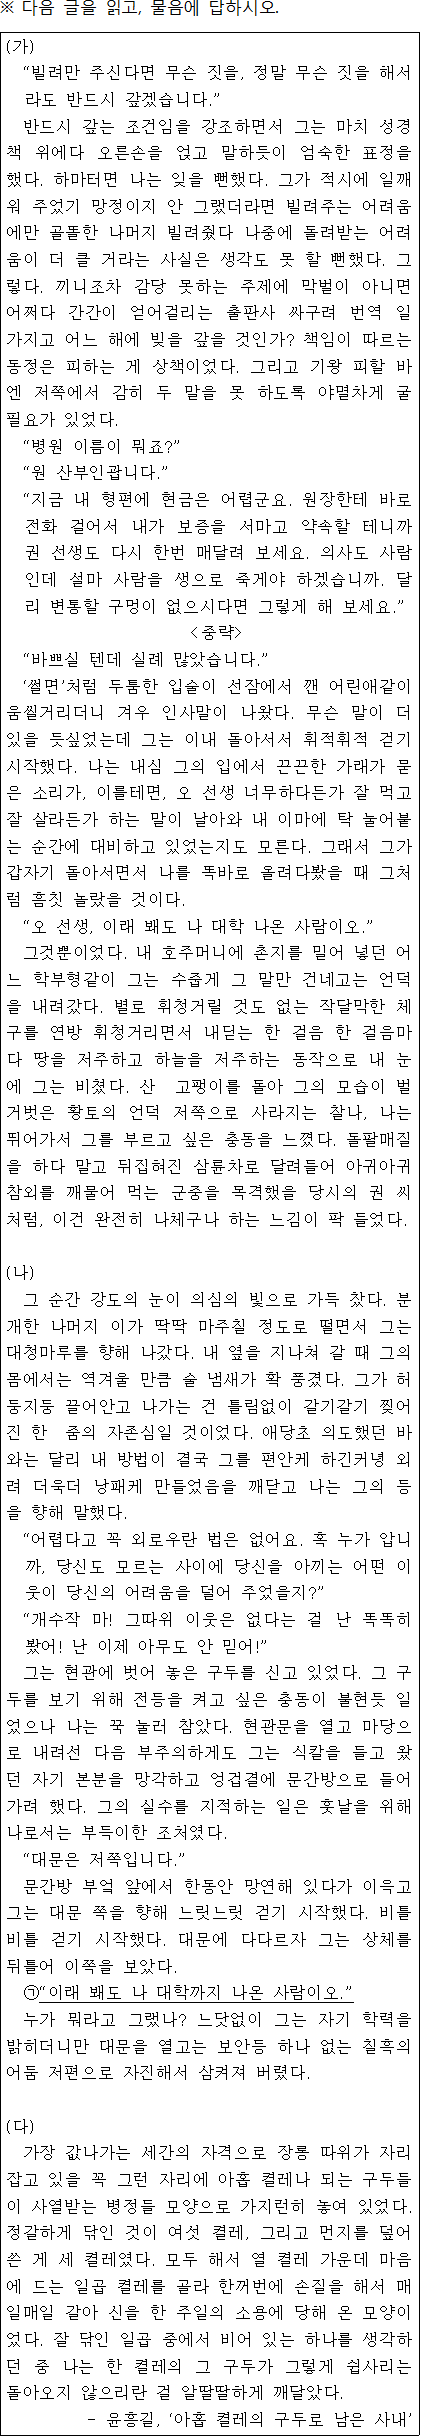 ※ 다음 글을 읽고, 물음에 답하시오.
(가)
“빌려만 주신다면 무슨 짓을, 정말 무슨 짓을 해서
라도 반드시 갚겠습니다.”
반드시 갚는 조건임을 강조하면서 그는 마치 성경
책 위에다 오른손을 얹고 말하듯이 엄숙한 표정을
했다. 하마터면 나는 잊을 뻔했다. 그가 적시에 일깨
워 주었기 망정이지 안 그랬더라면 빌려주는 어려움
에만 골똘한 나머지 빌려줬다 나중에 돌려받는 어려
움이 더 클 거라는 사실은 생각도 못 할 뻔했다. 그
렇다. 끼니조차 감당 못하는 주제에 막벌이 아니면
어쩌다 간간이 얻어걸리는 출판사 싸구려 번역 일
가지고 어느 해에 빚을 갚을 것인가? 책임이 따르는
동정은 피하는 게 상책이었다. 그리고 기왕 피할 바
엔 저쪽에서 감히 두 말을 못 하도록 야멸차게 굴
필요가 있었다.
“병원 이름이 뭐죠?”
“원 산부인괍니다.”
“지금 내 형편에 현금은 어렵군요. 원장한테 바로
전화 걸어서 내가 보증을 서마고 약속할 테니까
권 선생도 다시 한번 매달려 보세요. 의사도 사람
인데 설마 사람을 생으로 죽게야 하겠습니까. 달
리 변통할 구멍이 없으시다면 그렇게 해 보세요.”
<중략>
“바쁘실 텐데 실례 많았습니다.”
‘썰면’처럼 두툼한 입술이 선잠에서 깬 어린애같이
움씰거리더니 겨우 인사말이 나왔다. 무슨 말이 더
있을 듯싶었는데 그는 이내 돌아서서 휘적휘적 걷기
시작했다. 나는 내심 그의 입에서 끈끈한 가래가 묻
은 소리가, 이를테면, 오 선생 너무하다든가 잘 먹고
잘 살라든가 하는 말이 날아와 내 이마에 탁 눌어붙
는 순간에 대비하고 있었는지도 모른다. 그래서 그가
갑자기 돌아서면서 나를 똑바로 올려다봤을 때 그처
럼 흠칫 놀랐을 것이다.
“오 선생, 이래 봬도 나 대학 나온 사람이오.”
그것뿐이었다. 내 호주머니에 촌지를 밀어 넣던 어
느 학부형같이 그는 수줍게 그 말만 건네고는 언덕
을 내려갔다. 별로 휘청거릴 것도 없는 작달막한 체
구를 연방 휘청거리면서 내딛는 한 걸음 한 걸음마
다 땅을 저주하고 하늘을 저주하는 동작으로 내 눈
에 그는 비쳤다. 산 고팽이를 돌아 그의 모습이 벌
거벗은 황토의 언덕 저쪽으로 사라지는 찰나, 나는
뛰어가서 그를 부르고 싶은 충동을 느꼈다. 돌팔매질
을 하다 말고 뒤집혀진 삼륜차로 달려들어 아귀아귀
참외를 깨물어 먹는 군중을 목격했을 당시의 권 씨
처럼, 이건 완전히 나체구나 하는 느낌이 팍 들었다.
(나)
그 순간 강도의 눈이 의심의 빛으로 가득 찼다. 분
개한 나머지 이가 딱딱 마주칠 정도로 떨면서 그는
대청마루를 향해 나갔다. 내 옆을 지나쳐 갈 때 그의
몸에서는 역겨울 만큼 술 냄새가 확 풍겼다. 그가 허
둥지둥 끌어안고 나가는 건 틀림없이 갈기갈기 찢어
진 한 줌의 자존심일 것이었다. 애당초 의도했던 바
와는 달리 내 방법이 결국 그를 편안케 하긴커녕 외
려 더욱더 낭패케 만들었음을 깨닫고 나는 그의 등
을 향해 말했다.
“어렵다고 꼭 외로우란 법은 없어요. 혹 누가 압니
까, 당신도 모르는 사이에 당신을 아끼는 어떤 이
웃이 당신의 어려움을 덜어 주었을지?”
“개수작 마! 그따위 이웃은 없다는 걸 난 똑똑히
봤어! 난 이제 아무도 안 믿어!”
그는 현관에 벗어 놓은 구두를 신고 있었다. 그 구
두를 보기 위해 전등을 켜고 싶은 충동이 불현듯 일
었으나 나는 꾹 눌러 참았다. 현관문을 열고 마당으
로 내려선 다음 부주의하게도 그는 식칼을 들고 왔
던 자기 본분을 망각하고 엉겁결에 문간방으로 들어
가려 했다. 그의 실수를 지적하는 일은 훗날을 위해
나로서는 부득이한 조처였다.
“대문은 저쪽입니다.”
문간방 부엌 앞에서 한동안 망연해 있다가 이윽고
그는 대문 쪽을 향해 느릿느릿 걷기 시작했다. 비틀
비틀 걷기 시작했다. 대문에 다다르자 그는 상체를
뒤틀어 이쪽을 보았다.
㉠“이래 봬도 나 대학까지 나온 사람이오.”
누가 뭐라고 그랬나? 느닷없이 그는 자기 학력을
밝히더니만 대문을 열고는 보안등 하나 없는 칠흑의
어둠 저편으로 자진해서 삼켜져 버렸다.
(다)
가장 값나가는 세간의 자격으로 장롱 따위가 자리
잡고 있을 꼭 그런 자리에 아홉 켤레나 되는 구두들
이 사열받는 병정들 모양으로 가지런히 놓여 있었다.
정갈하게 닦인 것이 여섯 켤레, 그리고 먼지를 덮어
쓴 게 세 켤레였다. 모두 해서 열 켤레 가운데 마음
에 드는 일곱 켤레를 골라 한꺼번에 손질을 해서 매
일매일 갈아 신을 한 주일의 소용에 당해 온 모양이
었다. 잘 닦인 일곱 중에서 비어 있는 하나를 생각하
던 중 나는 한 켤레의 그 구두가 그렇게 쉽사리는
돌아오지 않으리란 걸 알딸딸하게 깨달았다.
- 윤흥길, ‘아홉 켤레의 구두로 남은 사내’